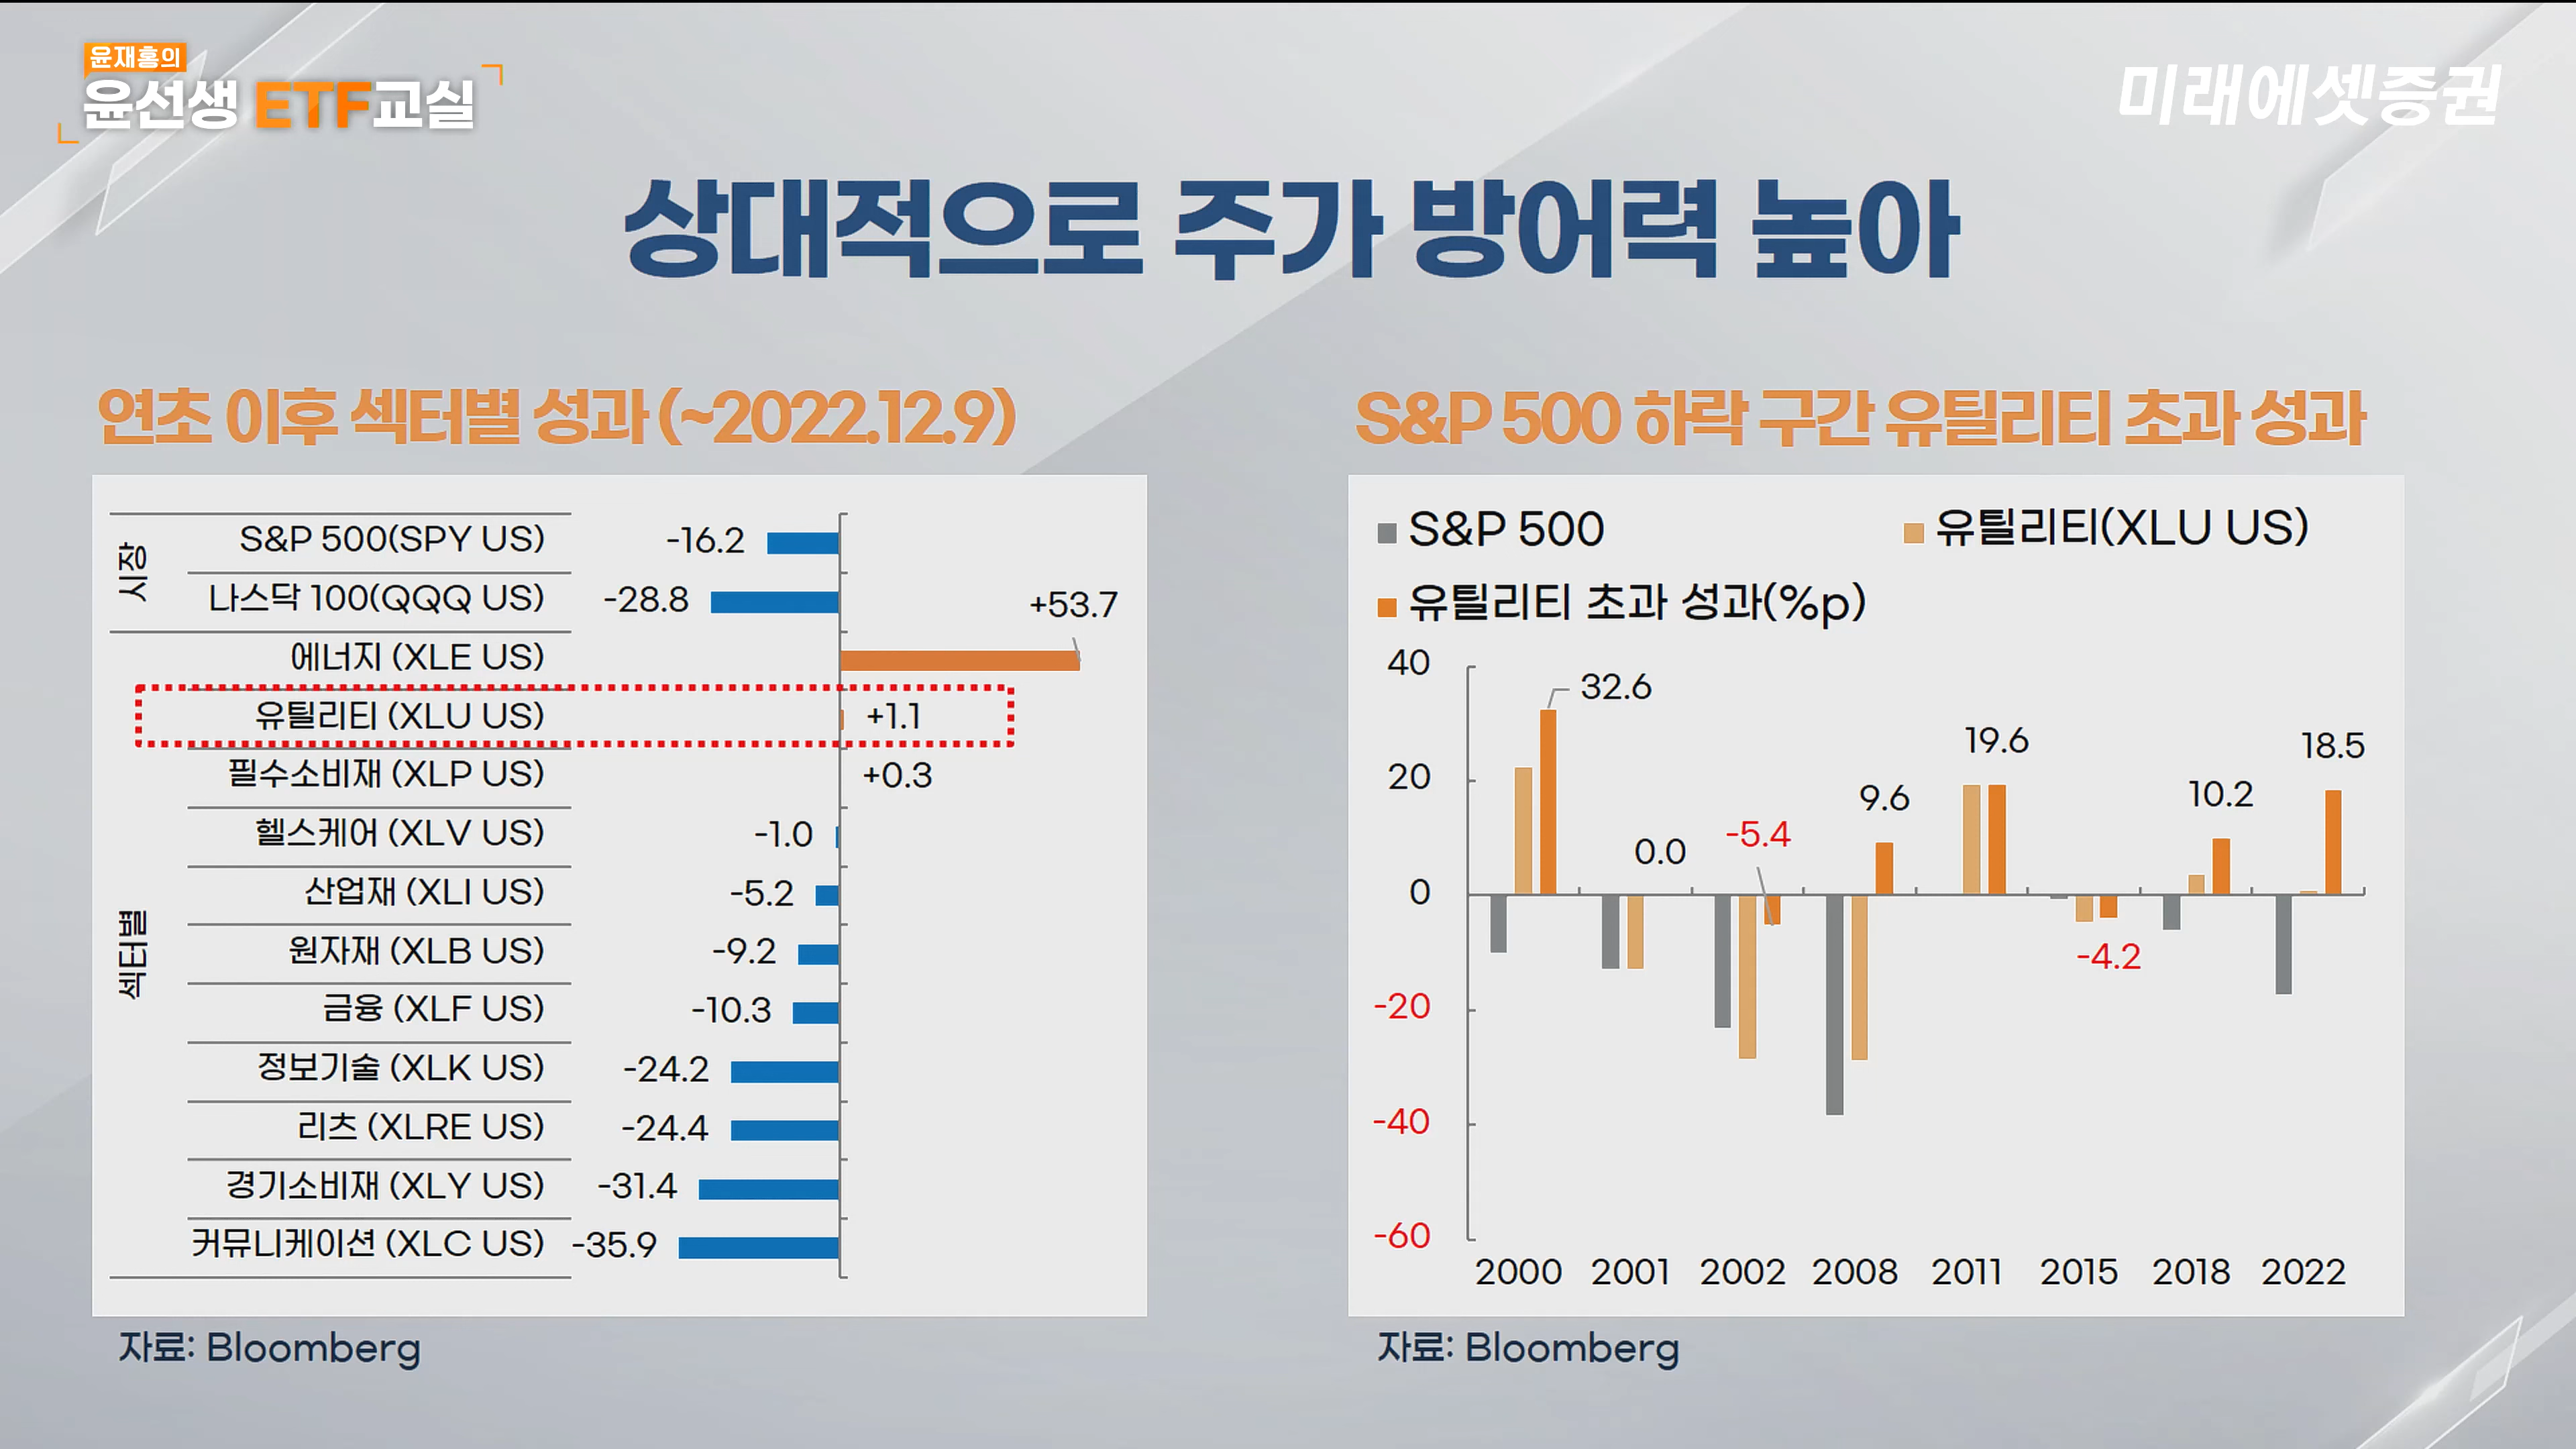 윤재홍의
윤선생 ETF교실
미래에셋증권
상대적으로 주가 방어력 높아
연초 이후 섹터별 성과 (~2022.12.9)
시장
S&P 500(SPY US) -16.2
나스닥 100(QQQ US) -28.8
섹터별
에너지 (XLE US) +53.7
유틸리티 (XLU US) +1.1
필수소비재 (XLP US) +0.3
헬스케어 (XLV US) -1.0
산업재 (XLI US) -5.2
원자재 (XLB US) -9.2
금융 (XLF US) -10.3
정보기술 (XLK US) -24.2
리츠 (XLRE US) -24.4
경기소비재 (XLY US) -31.4
커뮤니케이션 (XLC US) -35.9
자료: Bloomberg
S&P 500 하락 구간 유틸리티 초과 성과
S&P 500 유틸리티(XLU US)
유틸리티 초과 성과(%p)
40
20
0
-20
-40
-60
32.6
0.0
-5.4
9.6
19.6
-4.2
10.2
18.5
2000 2001 2002 2008 2011 2015 2018 2022
자료: Bloomberg